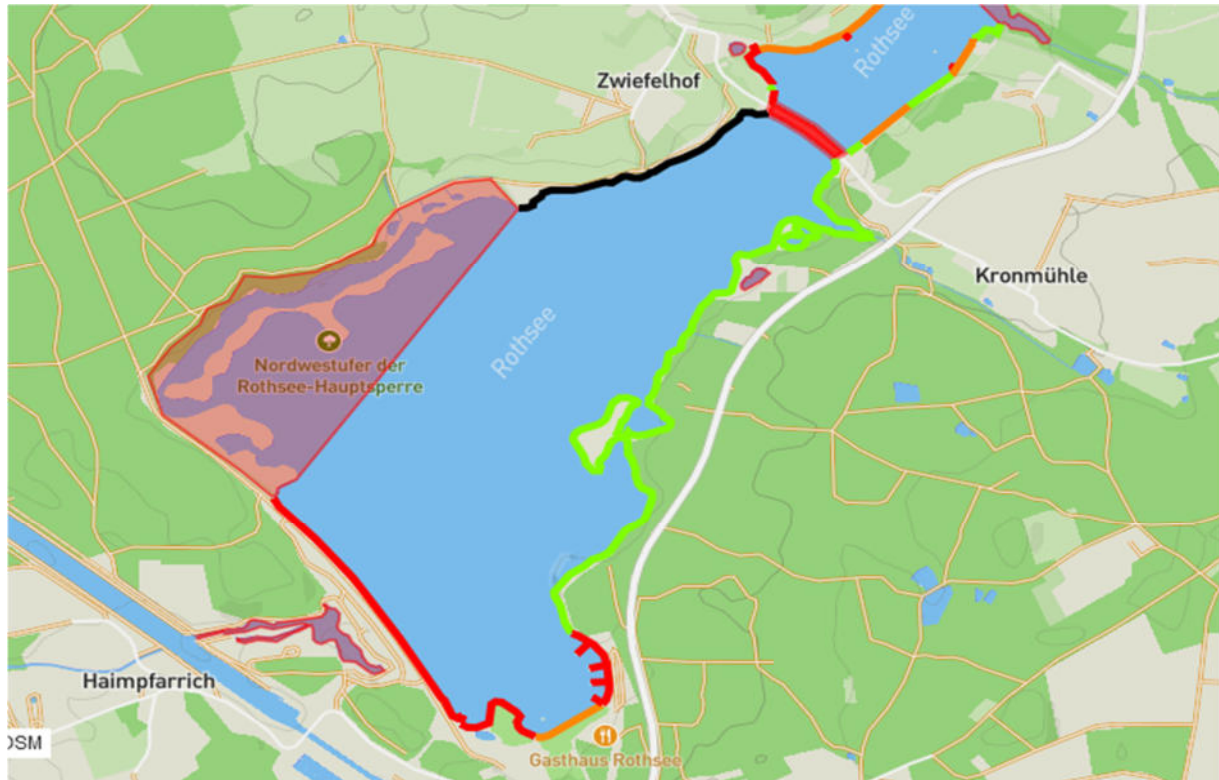 Rothsee
Zwiefelhof
Kronmühle
Rothsee
Nordwestufer der
Rothsee-Hauptsperre
Haimpfarrich
OSM
Gasthaus Rothsee